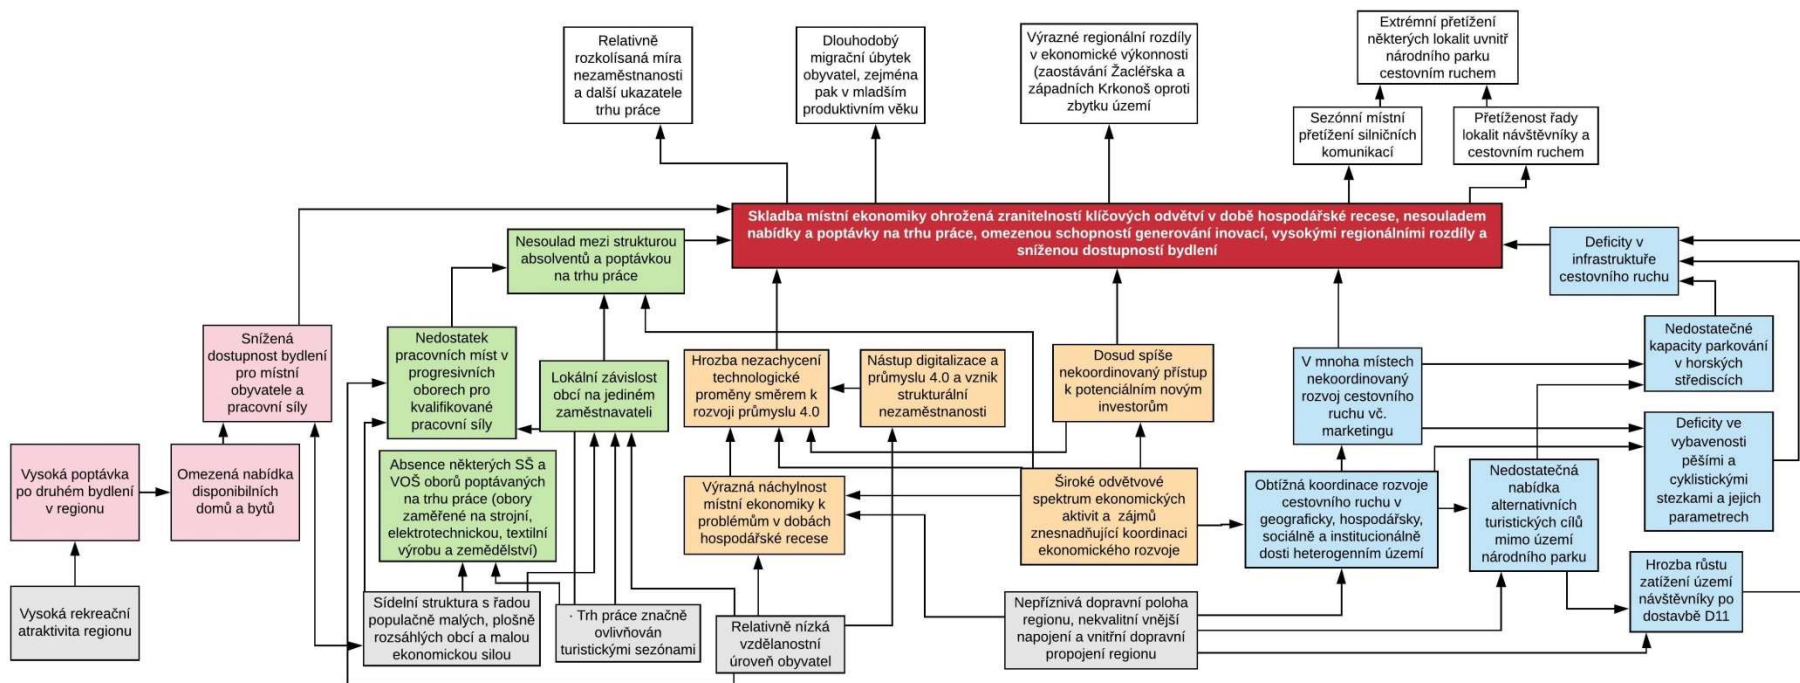 Relativně
rozkolísaná míra
nezaměstnanosti
a další ukazatele
trhu práce
Dlouhodobý
migrační úbytek
obyvatel, zejména
pak v mladším
produktivním věku
Výrazné regionální rozdíly
v ekonomické výkonnosti
(zaostávání Žacléřska a
západních Krkonoš oproti
zbytku území
Extrémní přetížení
některých lokalit uvnitř
národního parku
cestovním ruchem
Sezónní místní
přetížení silničních
komunikací
Přetíženost řady
lokalit návštěvníky a
cestovním ruchem
Skladba místní ekonomiky ohrožená zranitelností klíčových odvětví v době hospodářské recese, nesouladem
nabídky a poptávky na trhu práce, omezenou schopností generování inovací, vysokými regionálními rozdíly a
sníženou dostupností bydlení
Nesoulad mezi strukturou
absolventů a poptávkou
na trhu práce
Deficity v
infrastruktuře
cestovního ruchu
Snížená
dostupnost bydlení
pro místní
obyvatele a
pracovní síly
Nedostatek
pracovních míst v
progresivních
oborech pro
kvalifikované
pracovní síly
Lokální závislost
obcí na jediném
zaměstnavateli
Hrozba nezachycení
technologické
proměny směrem k
rozvoji průmyslu 4.0
Nástup digitalizace a
průmyslu 4.0 a vznik
strukturální
nezaměstnanosti
Dosud spíše
nekoordinovaný přístup
k potenciálním novým
investorům
V mnoha místech
nekoordinovaný
rozvoj cestovního
ruchu vč.
marketingu
Nedostatečné
kapacity parkování
v horských
střediscích
Vysoká poptávka
po druhém bydlení
v regionu
Omezená nabídka
disponibilních
domů a bytů
Absence některých SŠ a
VOŠ oborů poptávaných
na trhu práce (obory
zaměřené na strojní,
elektrotechnickou, textilní
výrobu a zemědělství)
Výrazná náchylnost
místní ekonomiky k
problémům v dobách
hospodářské recese
Široké odvětvové
spektrum ekonomických
aktivit a zájmů
znesnadňující koordinaci
ekonomického rozvoje
Obtížná koordinace rozvoje
cestovního ruchu v
geograficky, hospodářsky,
sociálně a institucionálně
dosti heterogenním území
Nedostatečná
nabídka
alternativních
turistických cílů
mimo území
národního parku
Deficity ve
vybavenosti
pěšími a
cyklistickými
stezkami a jejich
parametrech
Vysoká rekreační
atraktivita regionu
Sídelní struktura s řadou
populačně malých, plošně
rozsáhlých obcí a malou
ekonomickou silou
· Trh práce značně
ovlivňován
turistickými sezónami
Relativně nízká
vzdělanostní
úroveň obyvatel
Nepříznivá dopravní poloha
regionu, nekvalitní vnější
napojení a vnitřní dopravní
propojení regionu
Hrozba růstu
zatížení území
návštěvníky po
dostavbě D11